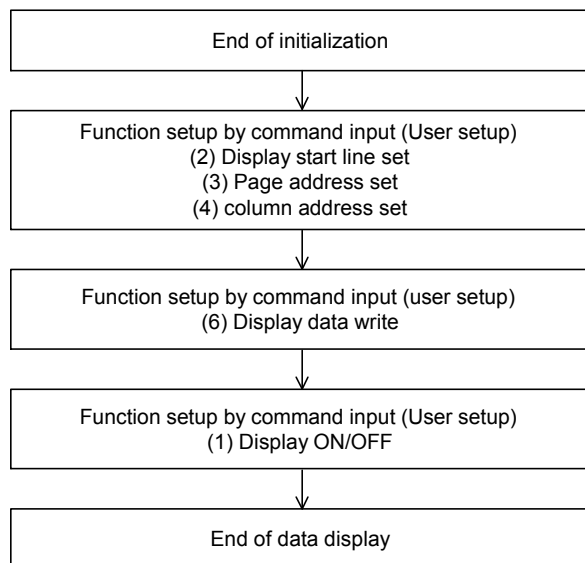 End of initialization
Function setup by command input (User setup)
(2) Display start line set
(3) Page address set
(4) column address set
Function setup by command input (user setup)
(6) Display data write
Function setup by command input (User setup)
(1) Display ON/OFF
End of data display